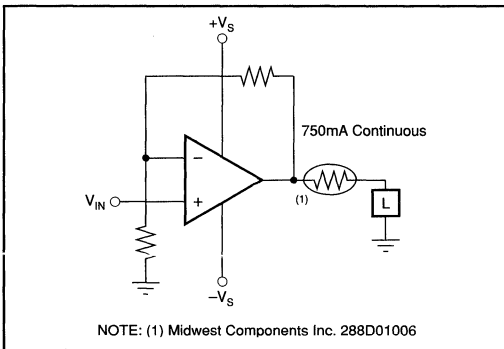 +VS
750mA Continuous
−
VIN
+
(1)
L
−VS
NOTE: (1) Midwest Components Inc. 288D01006